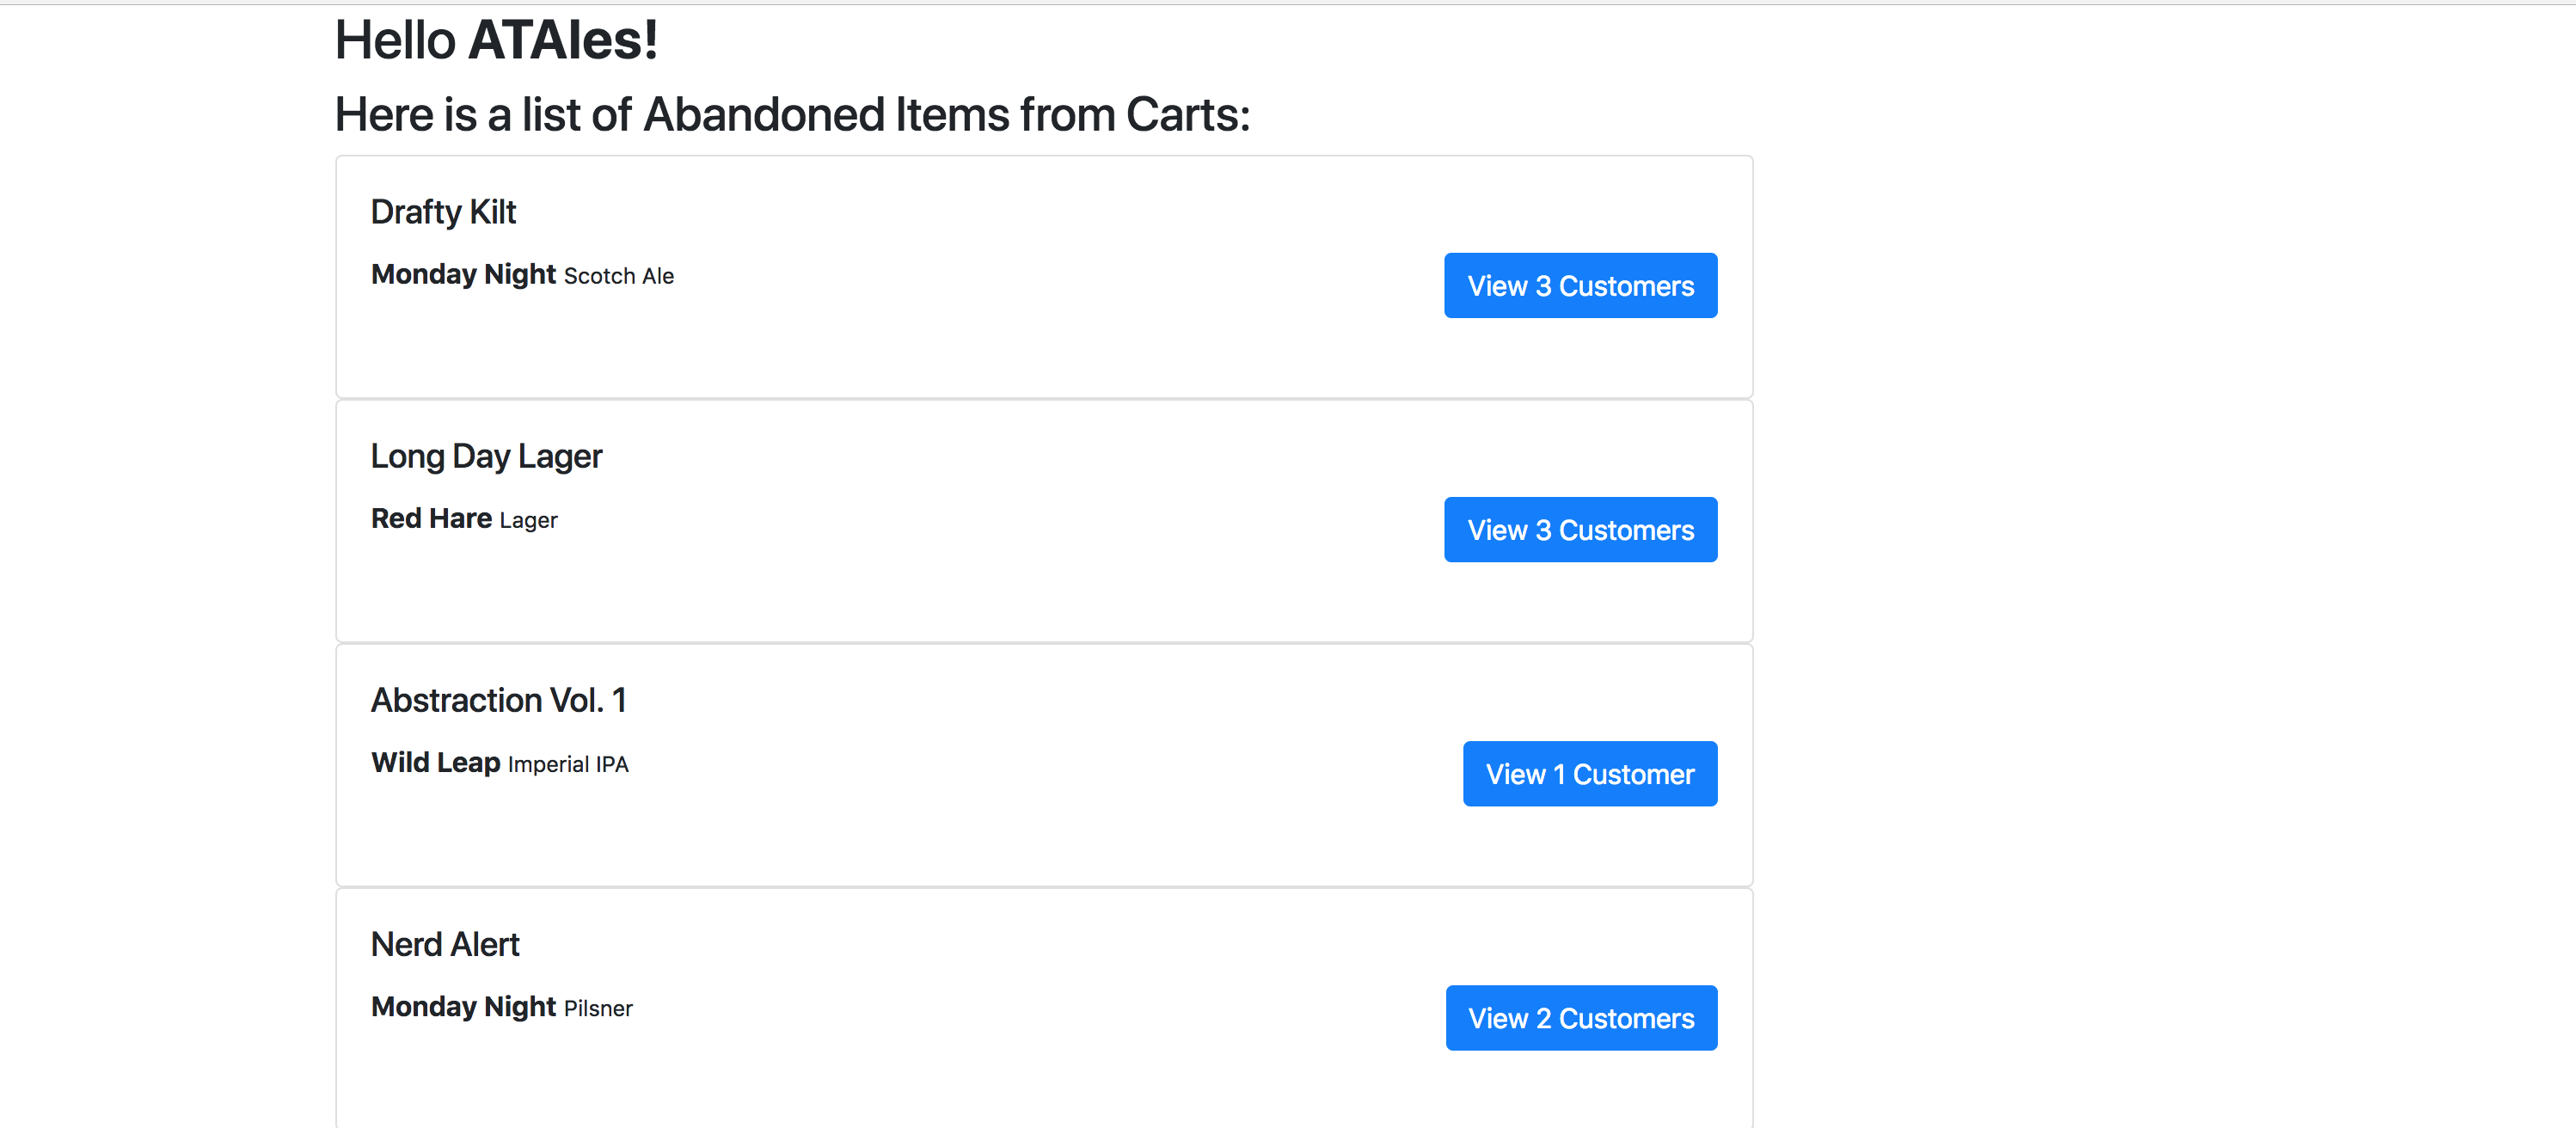 Hello ATAles!
Here is a list of Abandoned Items from Carts:
Drafty Kilt
Monday Night Scotch Ale
View 3 Customers
Long Day Lager
Red Hare Lager
View 3 Customers
Abstraction Vol. 1
Wild Leap Imperial IPA
View 1 Customer
Nerd Alert
Monday Night Pilsner
View 2 Customers